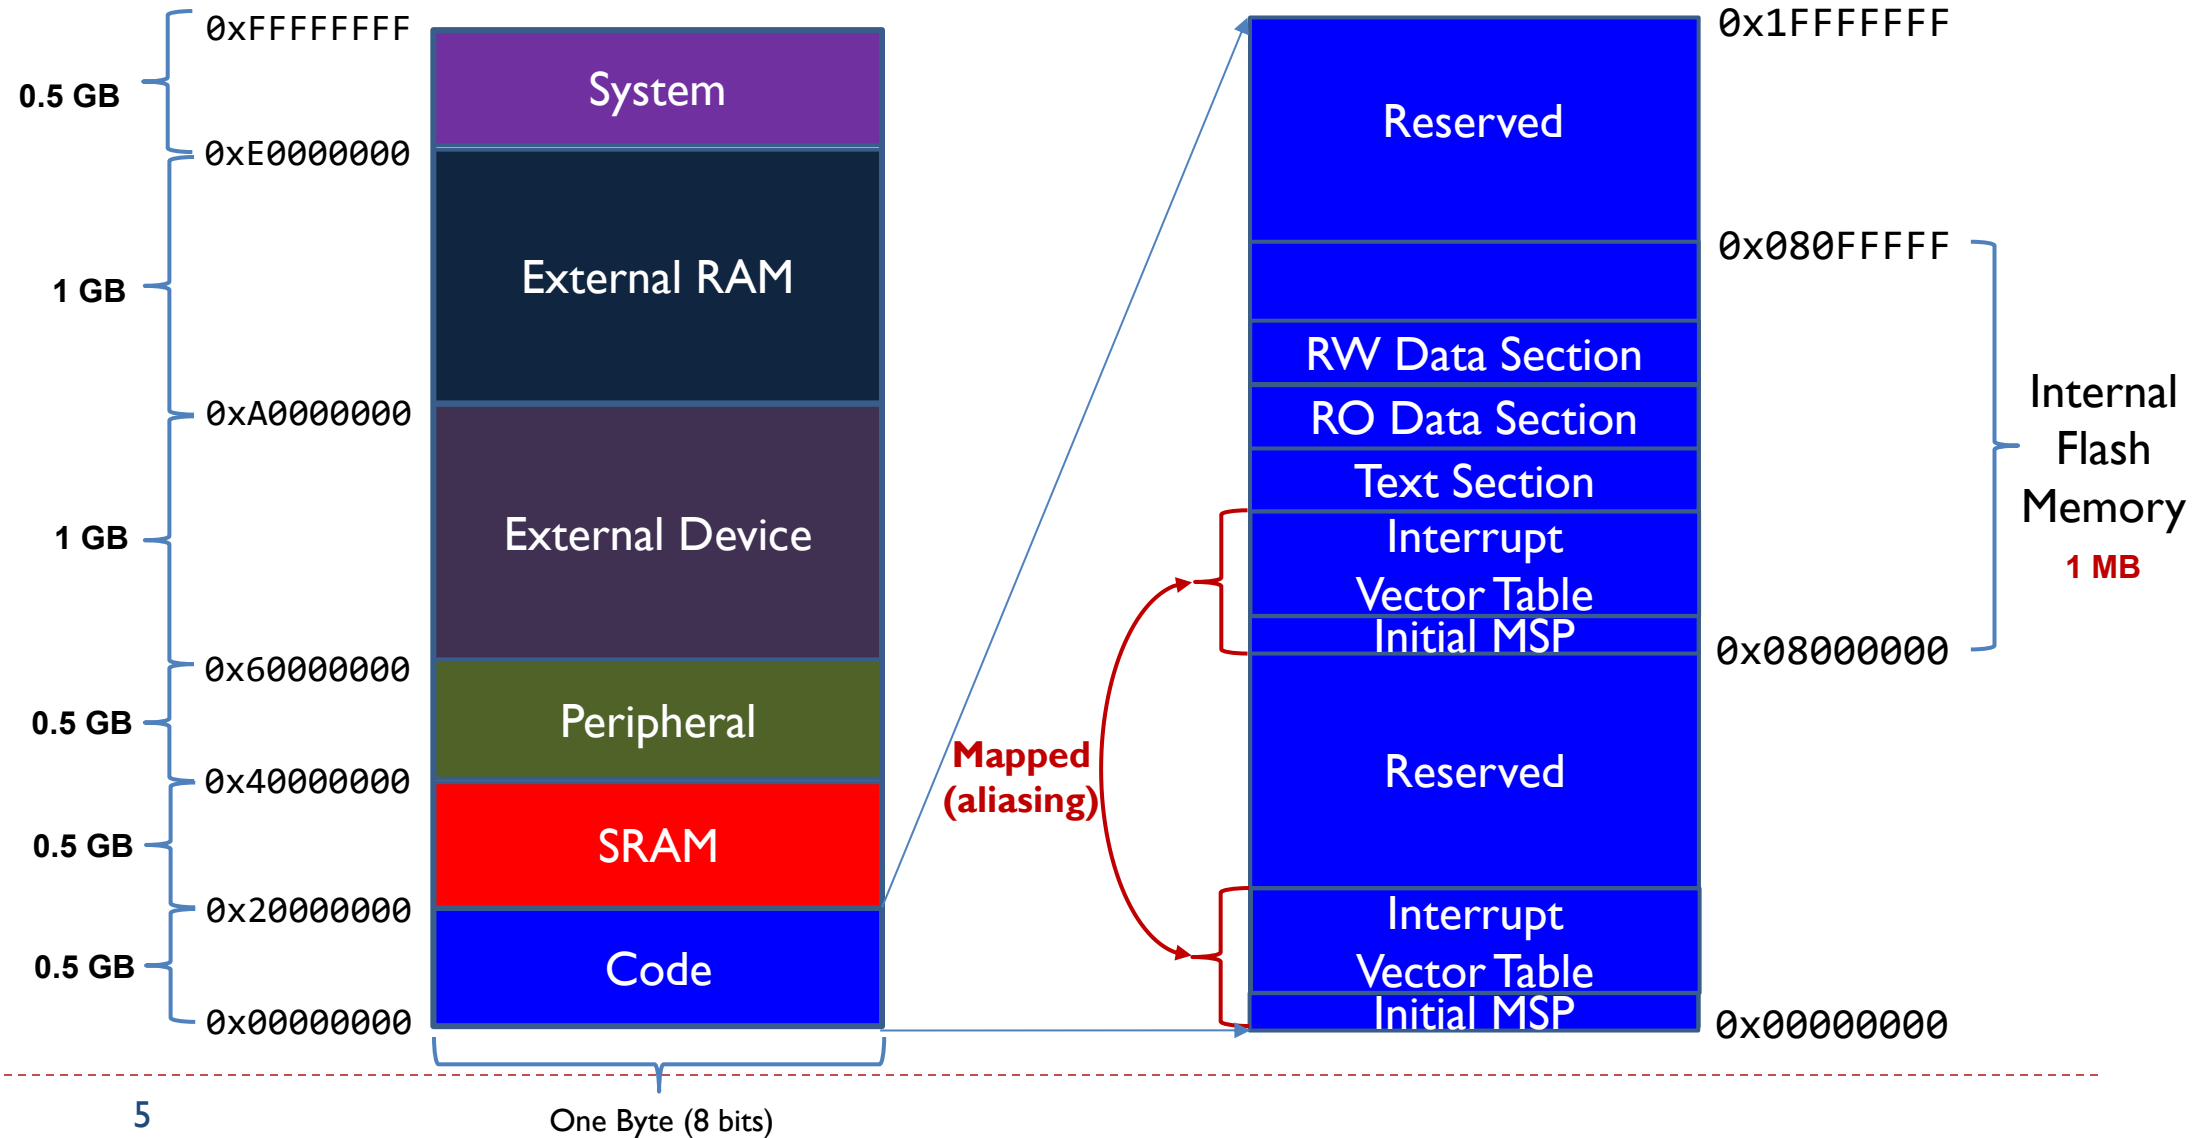 0xFFFFFFFF
0.5 GB
System
0xE0000000
1 GB
External RAM
0xA0000000
1 GB
External Device
0x60000000
0.5 GB
Peripheral
0x40000000
0.5 GB
SRAM
0x20000000
0.5 GB
Code
0x00000000
One Byte (8 bits)
Mapped
(aliasing)
0x1FFFFFFF
Reserved
0x080FFFFF
RW Data Section
RO Data Section
Text Section
Interrupt
Vector Table
Initial MSP
0x08000000
Internal
Flash
Memory
1 MB
Reserved
Interrupt
Vector Table
Initial MSP
0x00000000
5